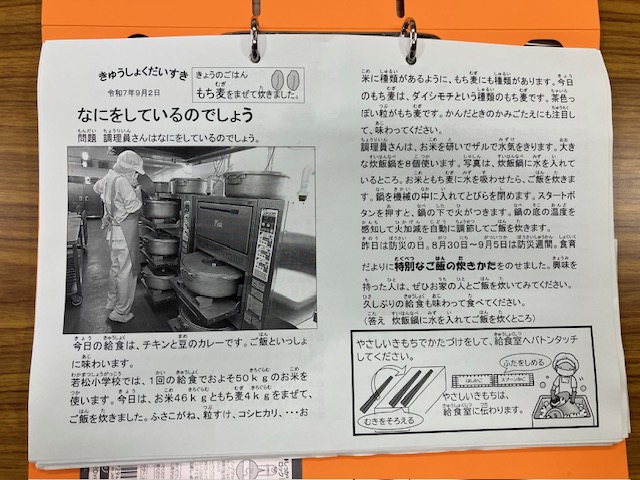 きゅうしょくだいすき
令和7年9月2日
きょうのごはん
もち麦をまぜて炊きました。
なにをしているのでしょう
問題 調理員さんはなにをしているのでしょう。
今日の給食は、チキンと豆のカレーです。ご飯といっしょ
に味わいます。
若松小学校では、1回の給食でおよそ50kgのお米を
使います。今日は、お米46kgともち麦4kgをまぜて、
ご飯を炊きました。ふさこがね、粒すけ、コシヒカリ、・・・お
米に種類があるように、もち麦にも種類があります。今日
のもち麦は、ダイシモチという種類のもち麦です。茶色っ
ぽい粒がもち麦です。かんだときのかみごたえにも注目し
て、味わってください。
調理員さんは、お米を研いでザルで水気をきります。大き
な炊飯鍋を8個使います。写真は、炊飯鍋に水を入れて
いるところ。お米ともち麦に水を吸わせたら、ご飯を炊きま
す。鍋を機械の中に入れてとびらを閉めます。スタートボ
タンを押すと、鍋の下で火がつきます。鍋の底の温度を
感知して火加減を自動に調節してご飯を炊きます。
昨日は防災の日。8月30日～9月5日は防災週間。食育
だよりに特別なご飯の炊きかたをのせました。興味を
持った人は、ぜひお家の人とご飯を炊いてみてください。
久しぶりの給食も味わって食べてください。
(答え 炊飯鍋に水を入れてご飯を炊くところ)
やさしいきもちでかたづけをして、給食室へバトンタッチ
してください。
ふたをしめる
はしかご
スプーンかご
むきをそろえる
やさしいきもちは、
給食室に伝わります。